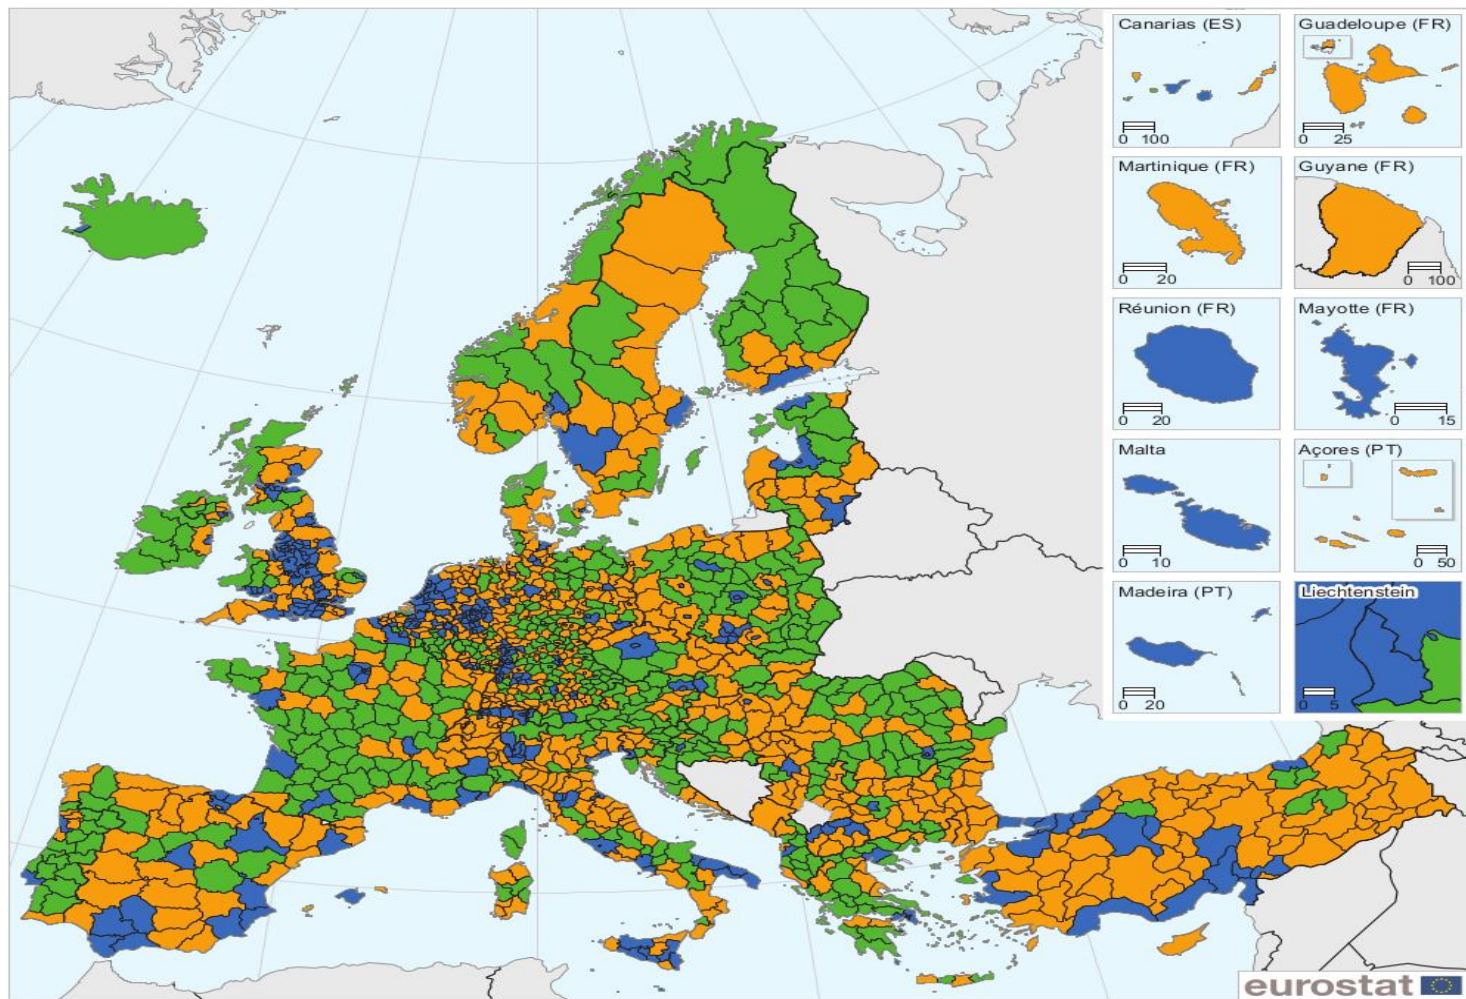 Canarias (ES)
0 100
Guadeloupe (FR)
0 25
Martinique (FR)
0 20
Guyane (FR)
0 100
Réunion (FR)
0 20
Mayotte (FR)
0 15
Malta
0 10
Açores (PT)
0 50
Madeira (PT)
0 20
Liechtenstein
0 5
eurostat